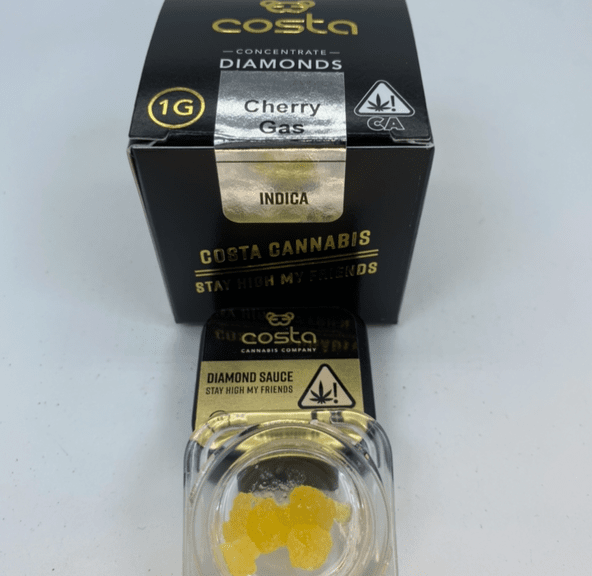 costa
CONCENTRATE
DIAMONDS
1G
Cherry
Gas
CA
INDICA
COSTA CANNABIS
STAY HIGH MY FRIENDS
costa
CANNABIS COMPANY
DIAMOND SAUCE
STAY HIGH MY FRIENDS